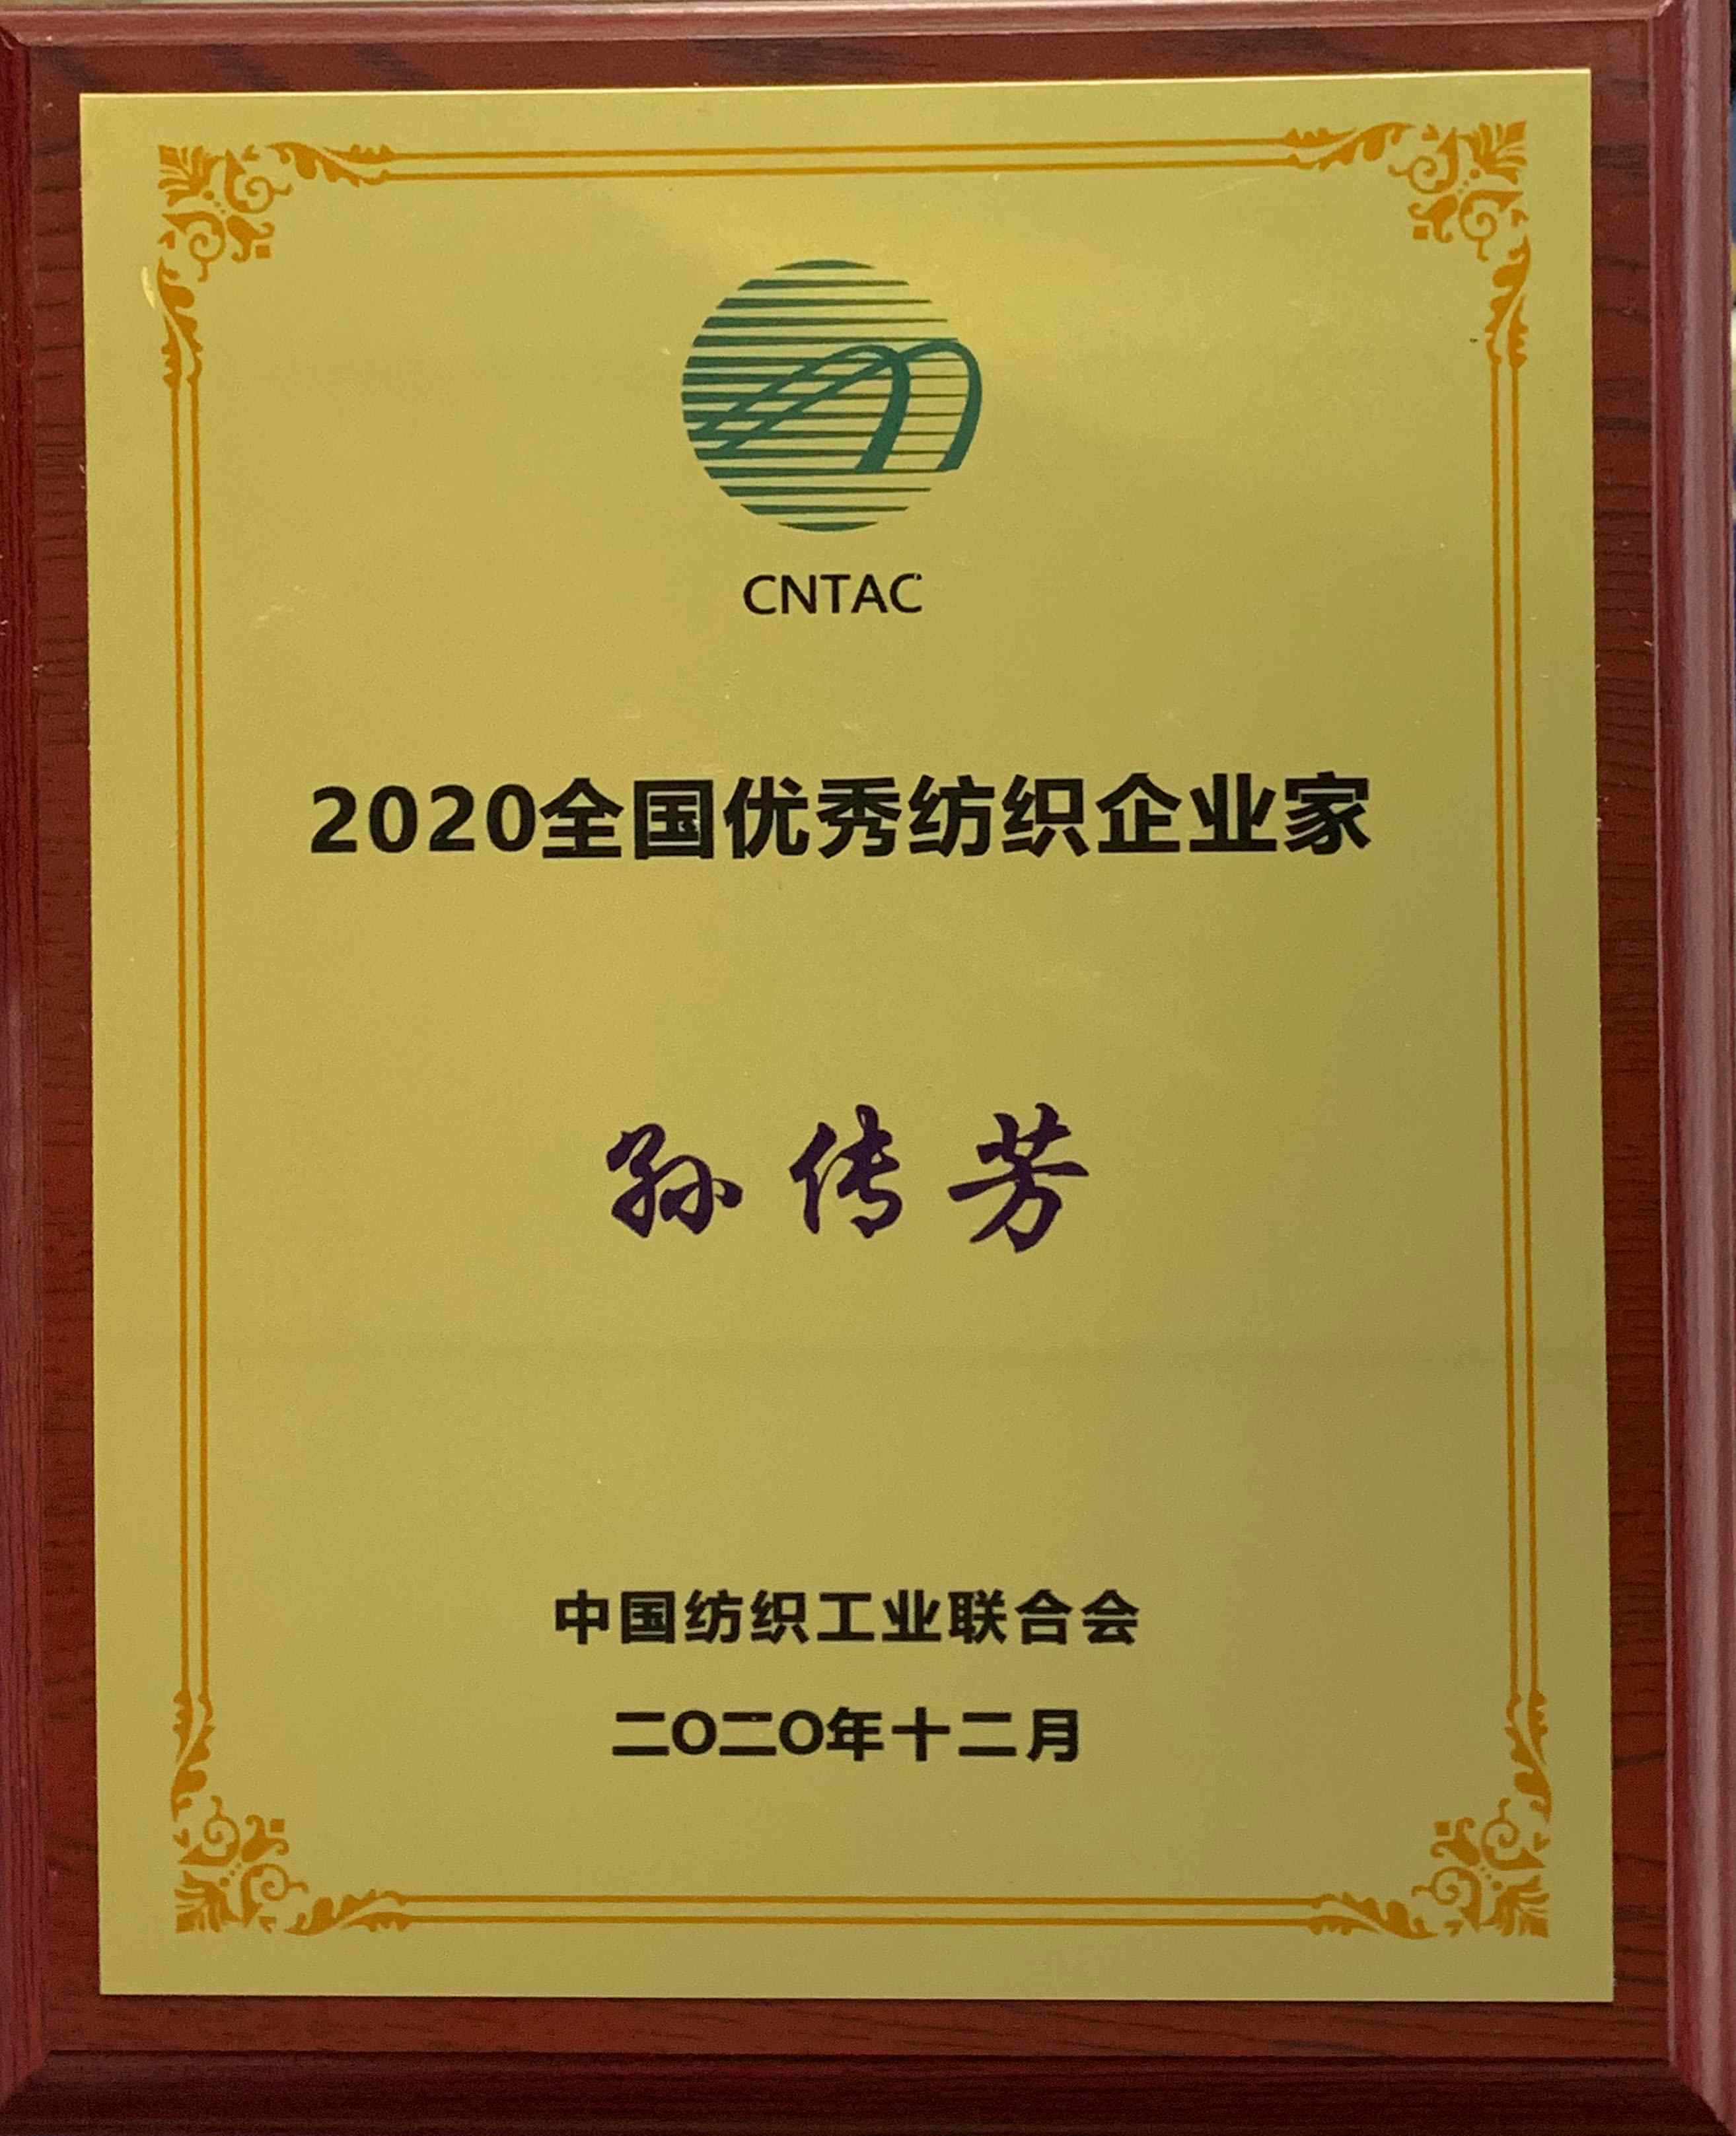 CNTAC
2020全国优秀纺织企业家
孙传芳
中国纺织工业联合会
二〇二〇年十二月